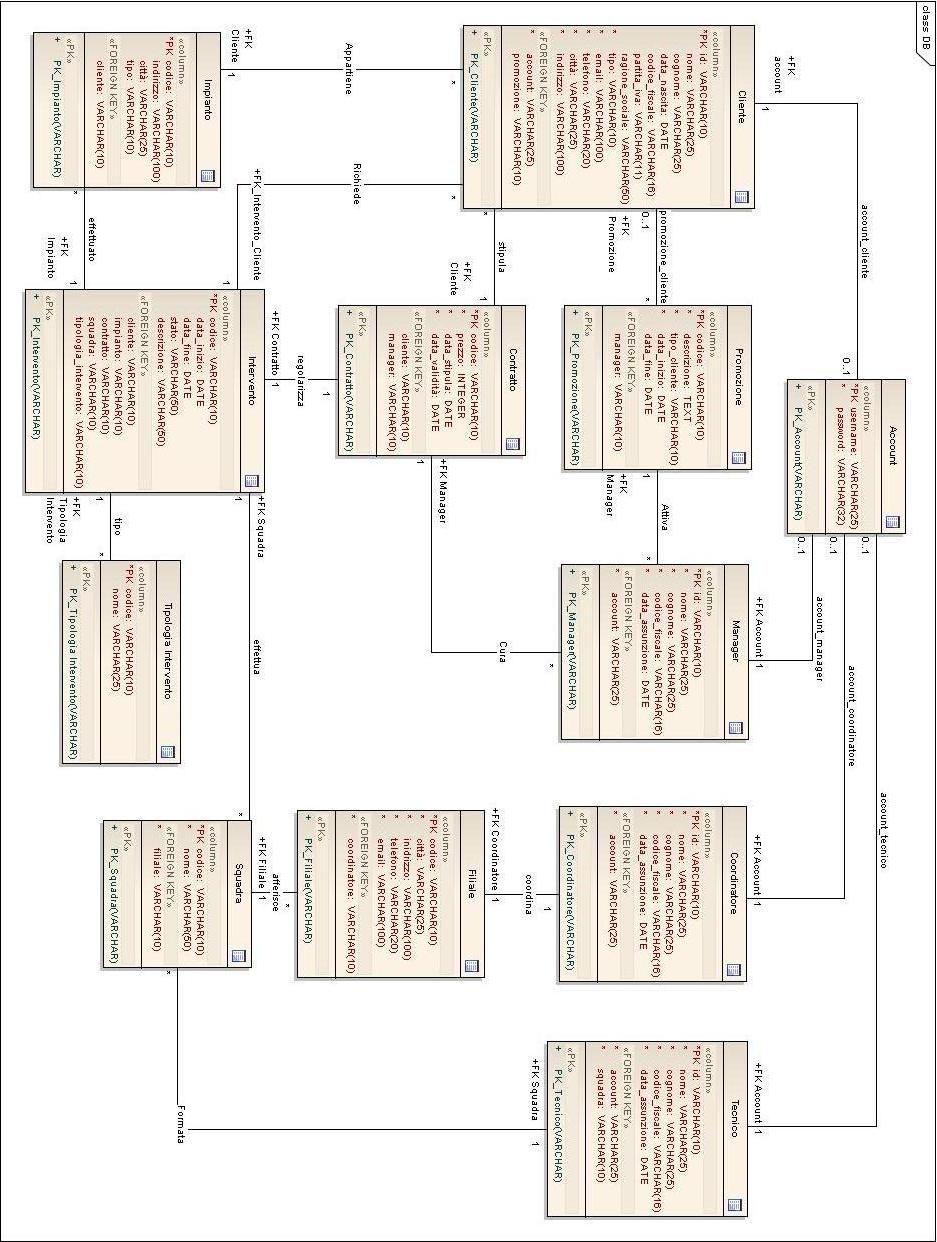 class DB
Account
«column»
*PK username: VARCHAR(25)
* password: VARCHAR(32)
«PK»
+ PK_Account(VARCHAR)
+FK
account
1
account_cliente
0..1
0..1
0..1
0..1
account_manager
account_coordinatore
account_tecnico
Cliente
«column»
*PK id: VARCHAR(10)
nome: VARCHAR(25)
cognome: VARCHAR(25)
data_nascita: DATE
codice_fiscale: VARCHAR(16)
partita_iva: VARCHAR(11)
ragione_sociale: VARCHAR(50)
* tipo: VARCHAR(10)
* email: VARCHAR(100)
* telefono: VARCHAR(20)
* città: VARCHAR(25)
* indirizzo: VARCHAR(100)
«FOREIGN KEY»
* account: VARCHAR(25)
promozione: VARCHAR(10)
«PK»
+ PK_Cliente(VARCHAR)
promozione_cliente
0..1
+FK
Promozione
*
Promozione
«column»
*PK codice: VARCHAR(10)
* descrizione: TEXT
* tipo_cliente: VARCHAR(10)
* data_inizio: DATE
* data_fine: DATE
«FOREIGN KEY»
* manager: VARCHAR(10)
«PK»
+ PK_Promozione(VARCHAR)
1
+FK
Manager
Attiva
*
Manager
«column»
*PK id: VARCHAR(10)
* nome: VARCHAR(25)
* cognome: VARCHAR(25)
* codice_fiscale: VARCHAR(16)
* data_assunzione: DATE
«FOREIGN KEY»
* account: VARCHAR(25)
«PK»
+ PK_Manager(VARCHAR)
+FK Account 1
Coordinatore
«column»
*PK id: VARCHAR(10)
* nome: VARCHAR(25)
* cognome: VARCHAR(25)
* codice_fiscale: VARCHAR(16)
* data_assunzione: DATE
«FOREIGN KEY»
* account: VARCHAR(25)
«PK»
+ PK_Coordinatore(VARCHAR)
+FK Account 1
Tecnico
«column»
*PK id: VARCHAR(10)
* nome: VARCHAR(25)
* cognome: VARCHAR(25)
* codice_fiscale: VARCHAR(16)
* data_assunzione: DATE
«FOREIGN KEY»
* account: VARCHAR(25)
* squadra: VARCHAR(10)
«PK»
+ PK_Tecnico(VARCHAR)
+FK Account 1
+FK Squadra 1
*
stipula
+FK
Cliente
1
Contratto
«column»
*PK codice: VARCHAR(10)
* prezzo: INTEGER
* data_stipula: DATE
* data_validità: DATE
«FOREIGN KEY»
* cliente: VARCHAR(10)
* manager: VARCHAR(10)
«PK»
+ PK_Contratto(VARCHAR)
1
+FK Manager
Cura
*
1
coordina
+FK Coordinatore 1
Filiale
«column»
*PK codice: VARCHAR(10)
* città: VARCHAR(25)
* inidrizzo: VARCHAR(100)
* telefono: VARCHAR(20)
* email: VARCHAR(100)
«FOREIGN KEY»
* coordinatore: VARCHAR(10)
«PK»
+ PK_Filiale(VARCHAR)
*
afferisce
+FK Filiale 1
*
Appartiene
+FK
Cliente 1
*
Richiede
+FK_Intervento_Cliente
1
1
regolarizza
+FK Contratto 1
Impianto
«column»
*PK codice: VARCHAR(10)
* indirizzo: VARCHAR(100)
* città: VARCHAR(25)
* tipo: VARCHAR(10)
«FOREIGN KEY»
* cliente: VARCHAR(10)
«PK»
+ PK_Impianto(VARCHAR)
*
effettuato
+FK
Impianto 1
Intervento
«column»
*PK codice: VARCHAR(10)
* data_inizio: DATE
data_fine: DATE
* stato: VARCHAR(50)
descrizione: VARCHAR(50)
«FOREIGN KEY»
* cliente: VARCHAR(10)
* impianto: VARCHAR(10)
* contratto: VARCHAR(10)
* squadra: VARCHAR(10)
* tipologia_intervento: VARCHAR(10)
«PK»
+ PK_Intervento(VARCHAR)
1
+FK Squadra
effettua
*
1
+FK
Tipologia
Intervento
tipo
*
Tipologia Intervento
«column»
*PK codice: VARCHAR(10)
* nome: VARCHAR(25)
«PK»
+ PK_Tipologia Intervento(VARCHAR)
Squadra
«column»
*PK codice: VARCHAR(10)
* nome: VARCHAR(50)
«FOREIGN KEY»
* filiale: VARCHAR(10)
«PK»
+ PK_Squadra(VARCHAR)
*
Formata